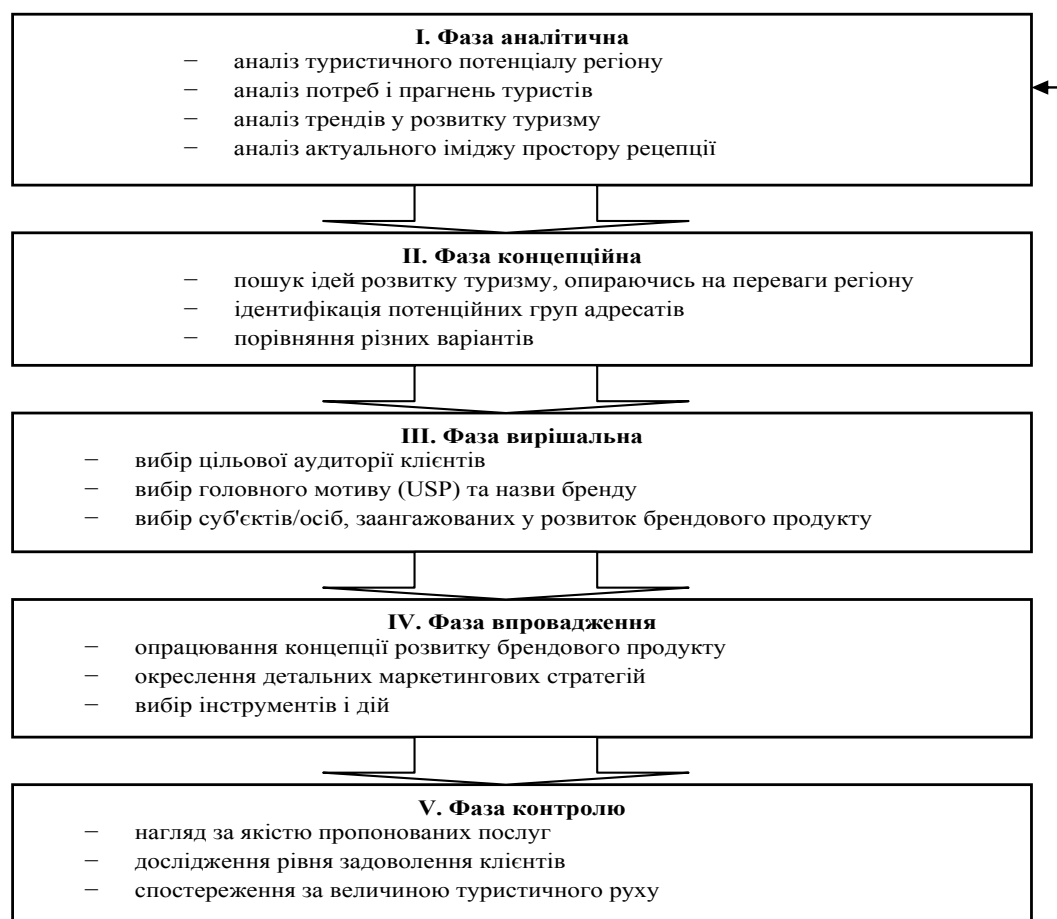 I. Фаза аналітична
− аналіз туристичного потенціалу регіону
− аналіз потреб і прагнень туристів
− аналіз трендів у розвитку туризму
− аналіз актуального іміджу простору рецепції
II. Фаза концепційна
− пошук ідей розвитку туризму, опираючись на переваги регіону
− ідентифікація потенційних груп адресатів
− порівняння різних варіантів
III. Фаза вирішальна
− вибір цільової аудиторії клієнтів
− вибір головного мотиву (USP) та назви бренду
− вибір суб'єктів/осіб, заангажованих у розвиток брендового продукту
IV. Фаза впровадження
− опрацювання концепції розвитку брендового продукту
− окреслення детальних маркетингових стратегій
− вибір інструментів і дій
V. Фаза контролю
− нагляд за якістю пропонованих послуг
− дослідження рівня задоволення клієнтів
− спостереження за величиною туристичного руху